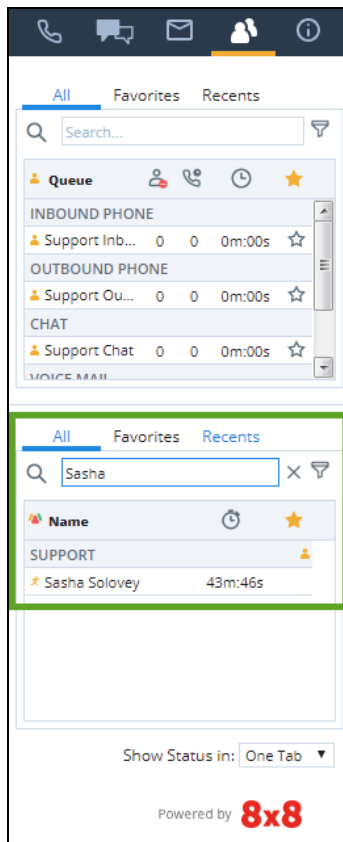 All Favorites Recents
Search...
Queue
INBOUND PHONE
Support Inb... 0 0 0m:00s
OUTBOUND PHONE
Support Ou... 0 0 0m:00s
CHAT
Support Chat 0 0 0m:00s
VOICE MAIL
All Favorites Recents
Sasha
Name
SUPPORT
Sasha Solovey 43m:46s
Show Status in: One Tab
Powered by 8x8